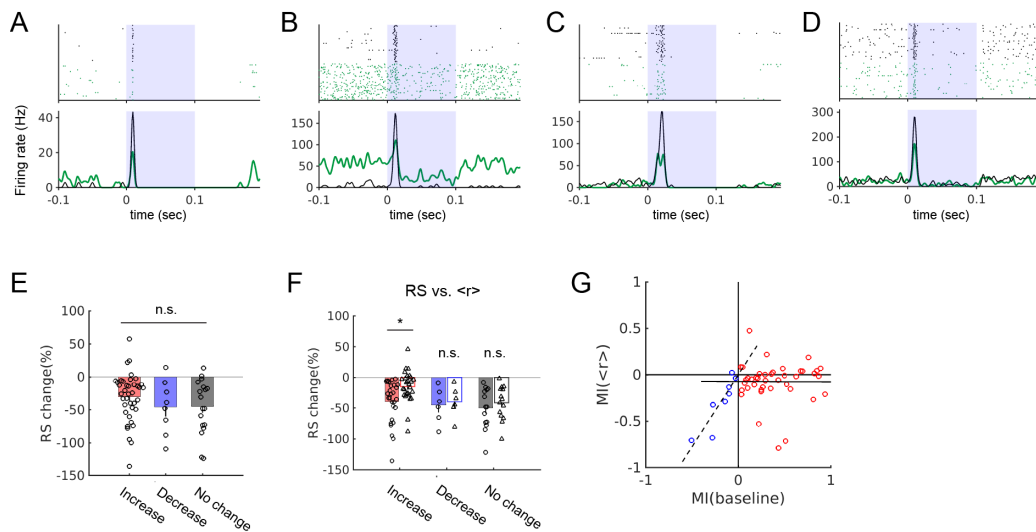 A
B
C
D
Firing rate (Hz)
40
20
0
-0.1 0 0.1
time (sec)
150
100
50
0
-0.1 0 0.1
time (sec)
150
100
50
0
-0.1 0 0.1
time (sec)
300
200
100
0
-0.1 0 0.1
time (sec)
E
RS change(%)
100
50
0
-50
-100
-150
n.s.
Increase
Decrease
No change
F
RS vs. <r>
RS change(%)
100
50
0
-50
-100
-150
*
n.s.
n.s.
Increase
Decrease
No change
G
MI(<r>)
1
0.5
0
-0.5
-1
-1 0 1
MI(baseline)